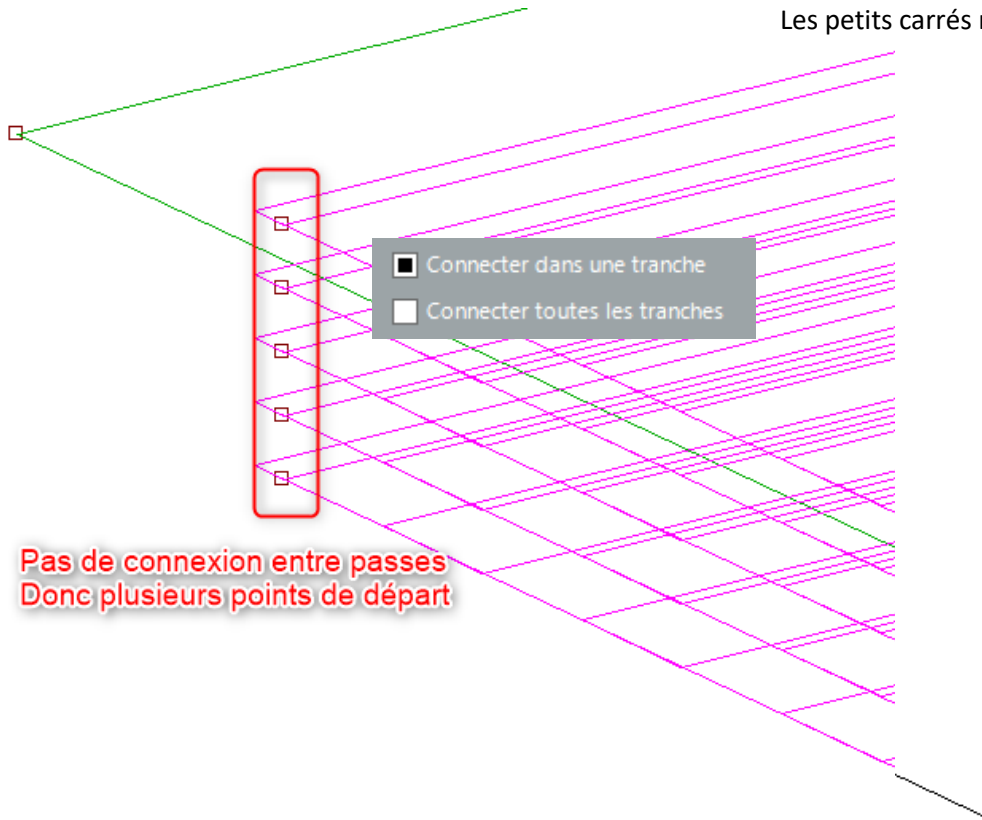 Les petits carrés
Connecter dans une tranche
Connecter toutes les tranches
Pas de connexion entre passes
Donc plusieurs points de départ